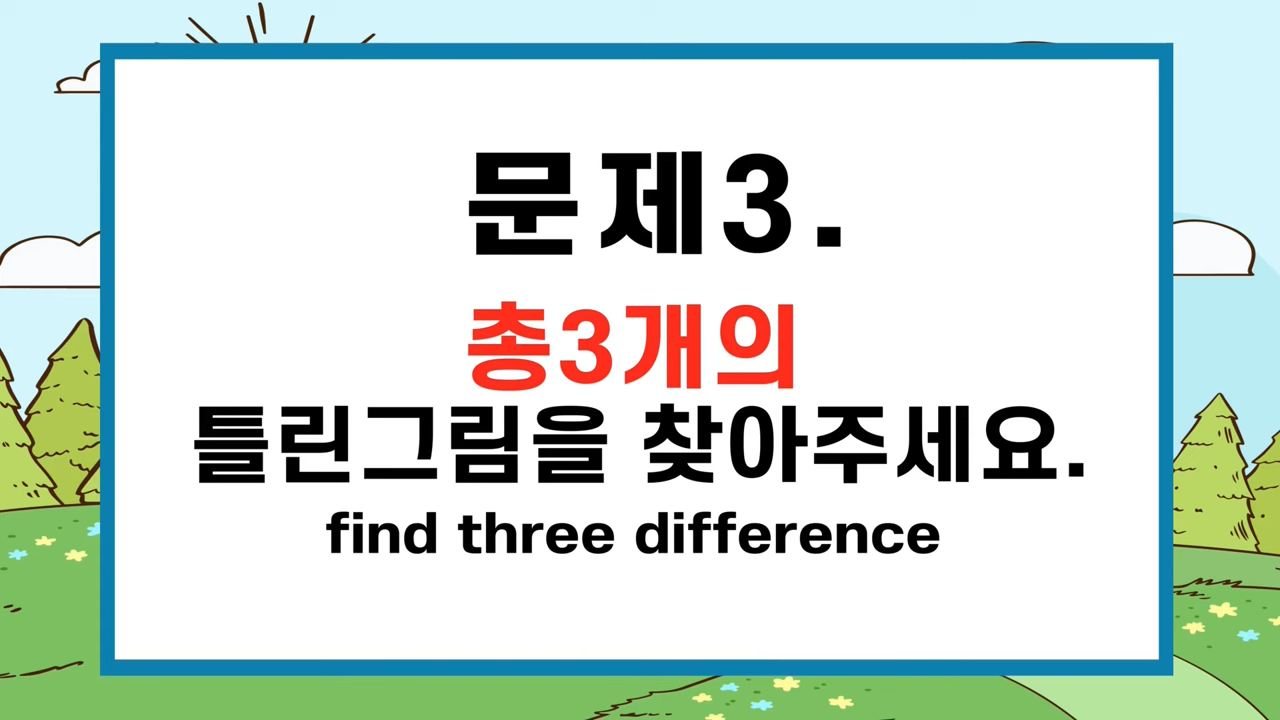 문제3.
총3개의
틀린그림을 찾아주세요.
find three difference